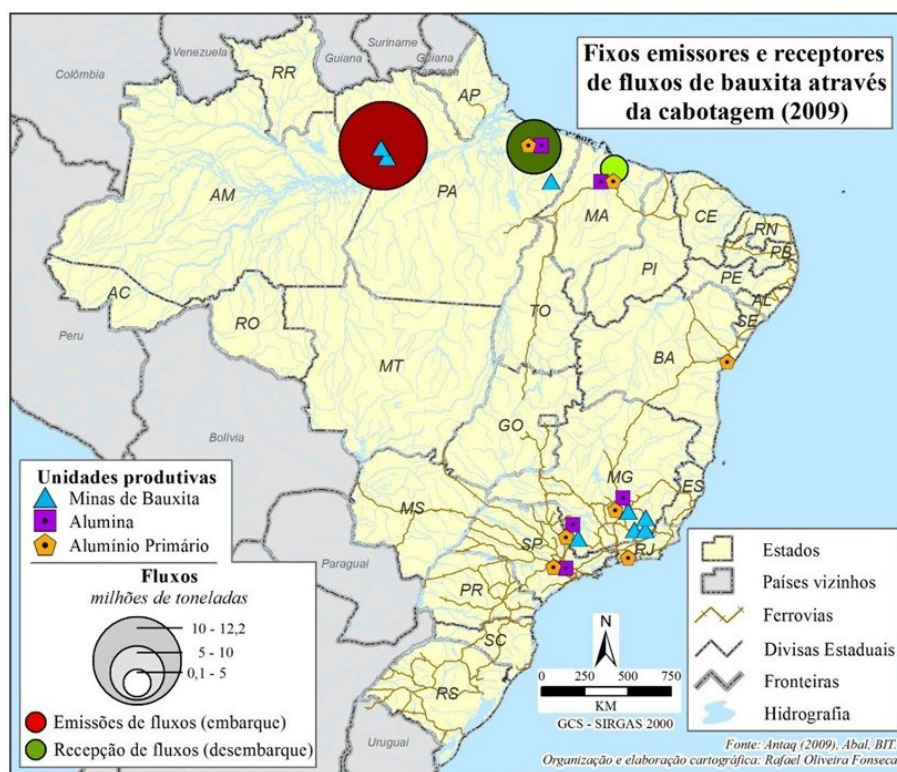 Fixos emissores e receptores
de fluxos de bauxita através
da cabotagem (2009)
Venezuela
Suriname
Guiana
Guiana
Francesa
Colômbia
RR
AP
AM
PA
MA
CE
RN
PB
PE
AL
SE
PI
AC
RO
TO
BA
MT
Peru
GO
Bolívia
MG
ES
MS
SP
RJ
Paraguai
PR
SC
RS
Uruguai
Unidades produtivas
Minas de Bauxita
Alumina
Alumínio Primário
Fluxos
milhões de toneladas
10 - 12,2
5 - 10
0,1 - 5
Emissões de fluxos (embarque)
Recepção de fluxos (desembarque)
N
0 250 500 750
KM
GCS - SIRGAS 2000
Estados
Países vizinhos
Ferrovias
Divisas Estaduais
Fronteiras
Hidrografia
Fonte: Antaq (2009), Abal, BIT.
Organização e elaboração cartográfica: Rafael Oliveira Fonseca